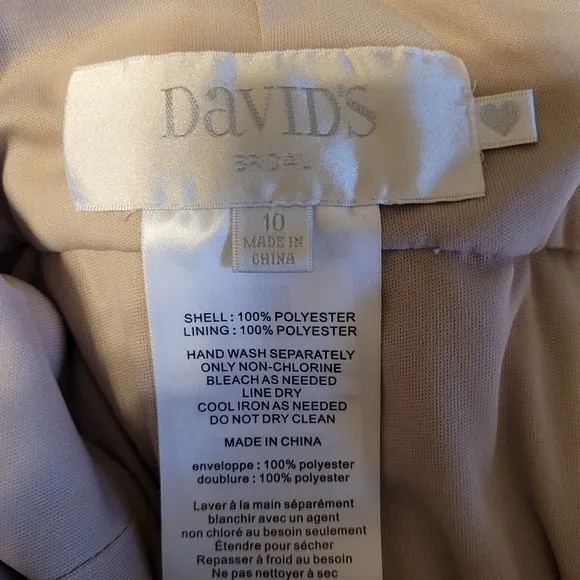 DaVID'S
BRIDAL
10
MADE IN
CHINA
SHELL : 100% POLYESTER
LINING : 100% POLYESTER
HAND WASH SEPARATELY
ONLY NON-CHLORINE
BLEACH AS NEEDED
LINE DRY
COOL IRON AS NEEDED
DO NOT DRY CLEAN
MADE IN CHINA
enveloppe : 100% polyester
doublure : 100% polyester
Laver à la main séparément
blanchir avec un agent
non chloré au besoin seulement
Étendre pour sécher
Repasser à froid au besoin
Ne pas nettoyer à sec